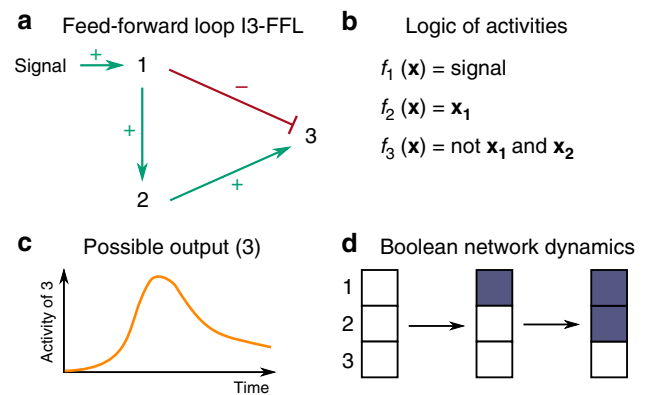 a Feed-forward loop I3-FFL
Signal + 1
−
+
3
+
2
b Logic of activities
f1 (x) = signal
f2 (x) = x1
f3 (x) = not x1 and x2
c Possible output (3)
Activity of 3
Time
d Boolean network dynamics
1
2
3